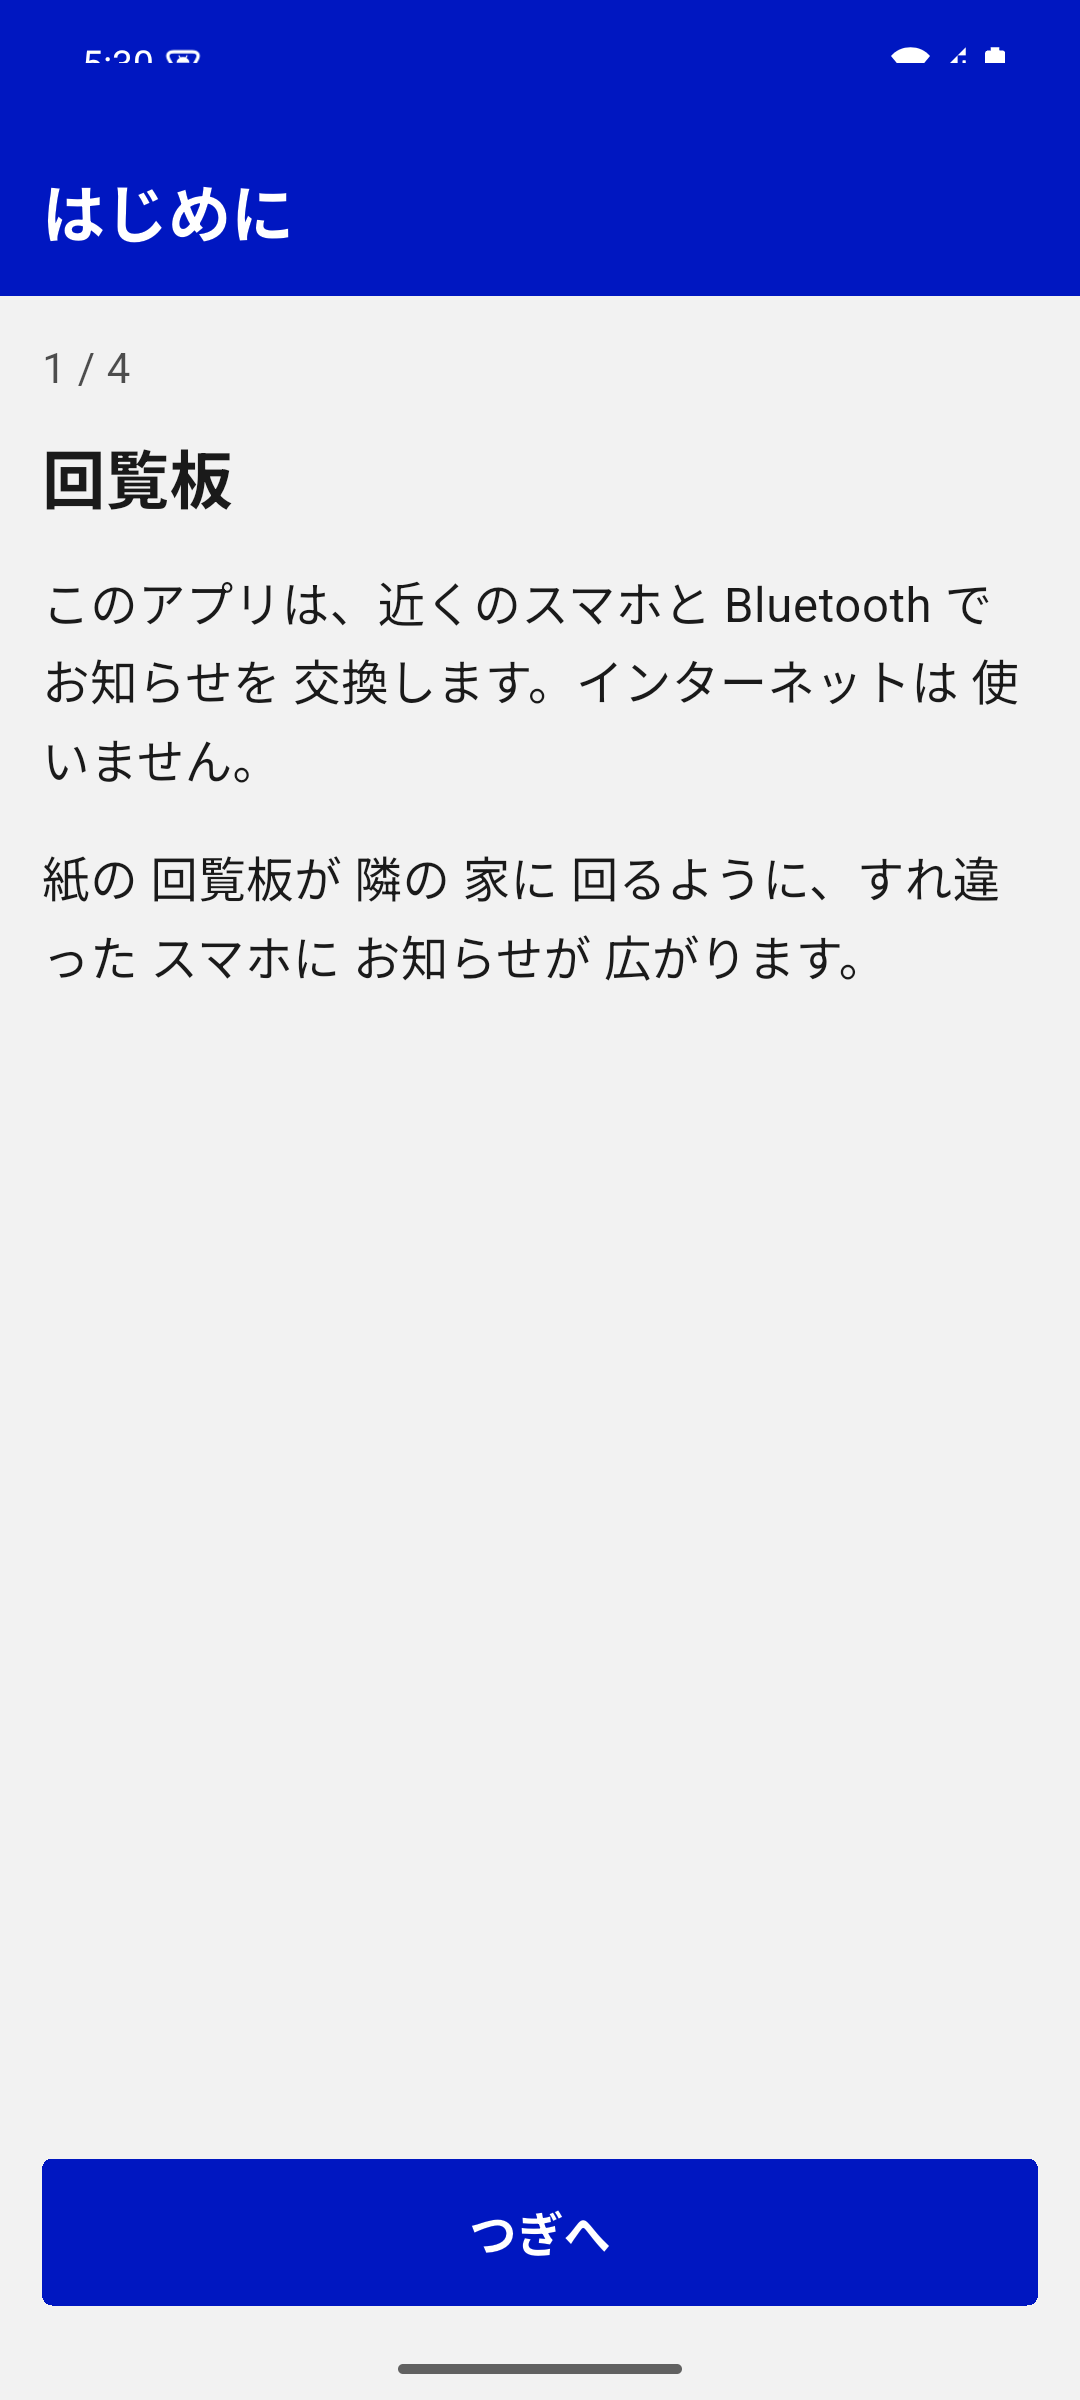 はじめに
1 / 4
回覧板
このアプリは、近くのスマホと Bluetooth で
お知らせを 交換します。インターネットは 使
いません。
紙の 回覧板が 隣の 家に 回るように、すれ違
った スマホに お知らせが 広がります。
つぎへ